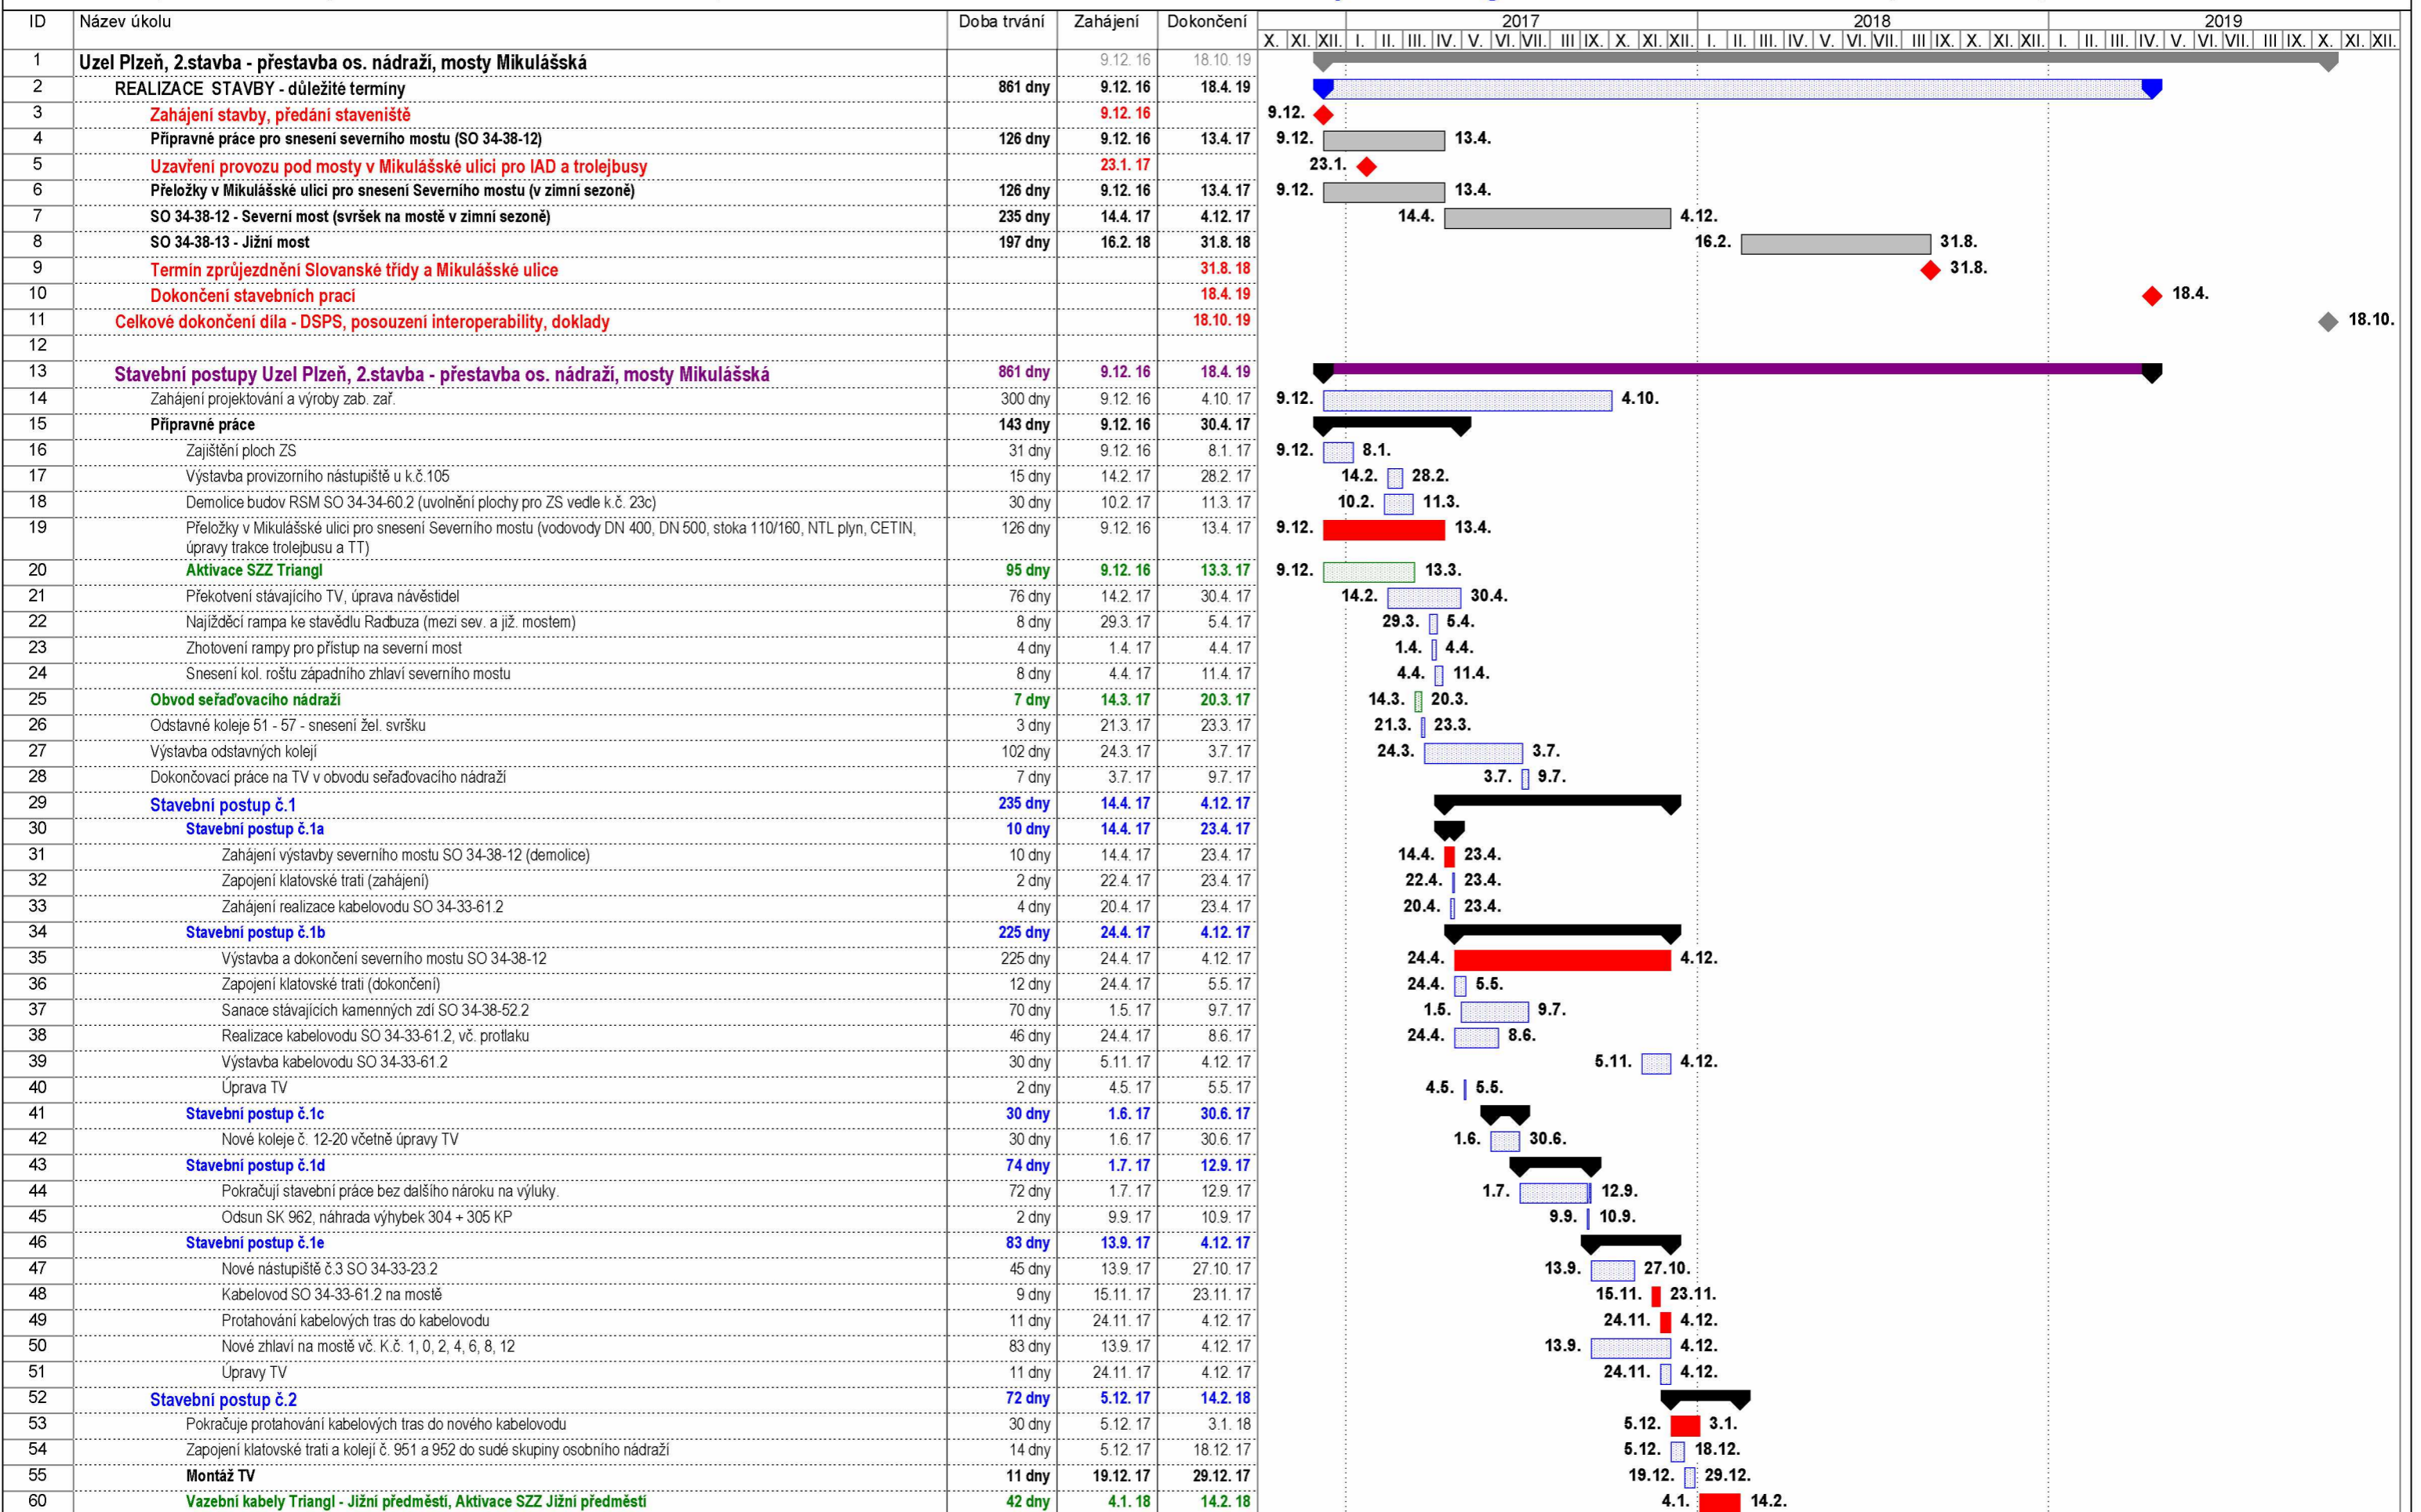 ID Název úkolu Doba trvání Zahájení Dokončení 2017 2018 2019
X. XI. XII. I. II. III. IV. V. VI. VII. III IX. X. XI. XII. I. II. III. IV. V. VI. VII. III IX. X. XI. XII. I. II. III. IV. V. VI. VII. III IX. X. XI. XII.
1 Uzel Plzeň, 2.stavba - přestavba os. nádraží, mosty Mikulášská 9.12. 16 18.10. 19
2 REALIZACE STAVBY - důležité termíny 861 dny 9.12. 16 18.4. 19
3 Zahájení stavby, předání staveniště 9.12. 16 9.12.
4 Přípravné práce pro snesení severního mostu (SO 34-38-12) 126 dny 9.12. 16 13.4. 17 9.12. 13.4.
5 Uzavření provozu pod mosty v Mikulášské ulici pro IAD a trolejbusy 23.1. 17 23.1.
6 Přeložky v Mikulášské ulici pro snesení Severního mostu (v zimní sezoně) 126 dny 9.12. 16 13.4. 17 9.12. 13.4.
7 SO 34-38-12 - Severní most (svršek na mostě v zimní sezoně) 235 dny 14.4. 17 4.12. 17 14.4. 4.12.
8 SO 34-38-13 - Jižní most 197 dny 16.2. 18 31.8. 18 16.2. 31.8.
9 Termín zprůjezdnění Slovanské třídy a Mikulášské ulice 31.8. 18 31.8.
10 Dokončení stavebních prací 18.4. 19 18.4.
11 Celkové dokončení díla - DSPS, posouzení interoperability, doklady 18.10. 19 18.10.
12
13 Stavební postupy Uzel Plzeň, 2.stavba - přestavba os. nádraží, mosty Mikulášská 861 dny 9.12. 16 18.4. 19
14 Zahájení projektování a výroby zab. zař. 300 dny 9.12. 16 4.10. 17 9.12. 4.10.
15 Přípravné práce 143 dny 9.12. 16 30.4. 17
16 Zajištění ploch ZS 31 dny 9.12. 16 8.1. 17 9.12. 8.1.
17 Výstavba provizorního nástupiště u k.č.105 15 dny 14.2. 17 28.2. 17 14.2. 28.2.
18 Demolice budov RSM SO 34-34-60.2 (uvolnění plochy pro ZS vedle k.č. 23c) 30 dny 10.2. 17 11.3. 17 10.2. 11.3.
19 Přeložky v Mikulášské ulici pro snesení Severního mostu (vodovody DN 400, DN 500, stoka 110/160, NTL plyn, CETIN, 126 dny 9.12. 16 13.4. 17 9.12. 13.4.
úpravy trakce trolejbusu a TT)
20 Aktivace SZZ Triangl 95 dny 9.12. 16 13.3. 17 9.12. 13.3.
21 Překotvení stávajícího TV, úprava návěstidel 76 dny 14.2. 17 30.4. 17 14.2. 30.4.
22 Najížděcí rampa ke stavědlu Radbuza (mezi sev. a již. mostem) 8 dny 29.3. 17 5.4. 17 29.3. 5.4.
23 Zhotovení rampy pro přístup na severní most 4 dny 1.4. 17 4.4. 17 1.4. 4.4.
24 Snesení kol. roštu západního zhlaví severního mostu 8 dny 4.4. 17 11.4. 17 4.4. 11.4.
25 Obvod seřaďovacího nádraží 7 dny 14.3. 17 20.3. 17 14.3. 20.3.
26 Odstavné koleje 51 - 57 - snesení žel. svršku 3 dny 21.3. 17 23.3. 17 21.3. 23.3.
27 Výstavba odstavných kolejí 102 dny 24.3. 17 3.7. 17 24.3. 3.7.
28 Dokončovací práce na TV v obvodu seřaďovacího nádraží 7 dny 3.7. 17 9.7. 17 3.7. 9.7.
29 Stavební postup č.1 235 dny 14.4. 17 4.12. 17
30 Stavební postup č.1a 10 dny 14.4. 17 23.4. 17
31 Zahájení výstavby severního mostu SO 34-38-12 (demolice) 10 dny 14.4. 17 23.4. 17 14.4. 23.4.
32 Zapojení klatovské trati (zahájení) 2 dny 22.4. 17 23.4. 17 22.4. 23.4.
33 Zahájení realizace kabelovodu SO 34-33-61.2 4 dny 20.4. 17 23.4. 17 20.4. 23.4.
34 Stavební postup č.1b 225 dny 24.4. 17 4.12. 17
35 Výstavba a dokončení severního mostu SO 34-38-12 225 dny 24.4. 17 4.12. 17 24.4. 4.12.
36 Zapojení klatovské trati (dokončení) 12 dny 24.4. 17 5.5. 17 24.4. 5.5.
37 Sanace stávajících kamenných zdí SO 34-38-52.2 70 dny 1.5. 17 9.7. 17 1.5. 9.7.
38 Realizace kabelovodu SO 34-33-61.2, vč. protlaku 46 dny 24.4. 17 8.6. 17 24.4. 8.6.
39 Výstavba kabelovodu SO 34-33-61.2 30 dny 5.11. 17 4.12. 17 5.11. 4.12.
40 Úprava TV 2 dny 4.5. 17 5.5. 17 4.5. 5.5.
41 Stavební postup č.1c 30 dny 1.6. 17 30.6. 17
42 Nové koleje č. 12-20 včetně úpravy TV 30 dny 1.6. 17 30.6. 17 1.6. 30.6.
43 Stavební postup č.1d 74 dny 1.7. 17 12.9. 17
44 Pokračují stavební práce bez dalšího nároku na výluky. 72 dny 1.7. 17 12.9. 17 1.7. 12.9.
45 Odsun SK 962, náhrada výhybek 304 + 305 KP 2 dny 9.9. 17 10.9. 17 9.9. 10.9.
46 Stavební postup č.1e 83 dny 13.9. 17 4.12. 17
47 Nové nástupiště č.3 SO 34-33-23.2 45 dny 13.9. 17 27.10. 17 13.9. 27.10.
48 Kabelovod SO 34-33-61.2 na mostě 9 dny 15.11. 17 23.11. 17 15.11. 23.11.
49 Protahování kabelových tras do kabelovodu 11 dny 24.11. 17 4.12. 17 24.11. 4.12.
50 Nové zhlaví na mostě vč. K.č. 1, 0, 2, 4, 6, 8, 12 83 dny 13.9. 17 4.12. 17 13.9. 4.12.
51 Úpravy TV 11 dny 24.11. 17 4.12. 17 24.11. 4.12.
52 Stavební postup č.2 72 dny 5.12. 17 14.2. 18
53 Pokračuje protahování kabelových tras do nového kabelovodu 30 dny 5.12. 17 3.1. 18 5.12. 3.1.
54 Zapojení klatovské trati a kolejí č. 951 a 952 do sudé skupiny osobního nádraží 14 dny 5.12. 17 18.12. 17 5.12. 18.12.
55 Montáž TV 11 dny 19.12. 17 29.12. 17 19.12. 29.12.
60 Vazební kabely Triangl - Jižní předměstí, Aktivace SZZ Jižní předměstí 42 dny 4.1. 18 14.2. 18 4.1. 14.2.